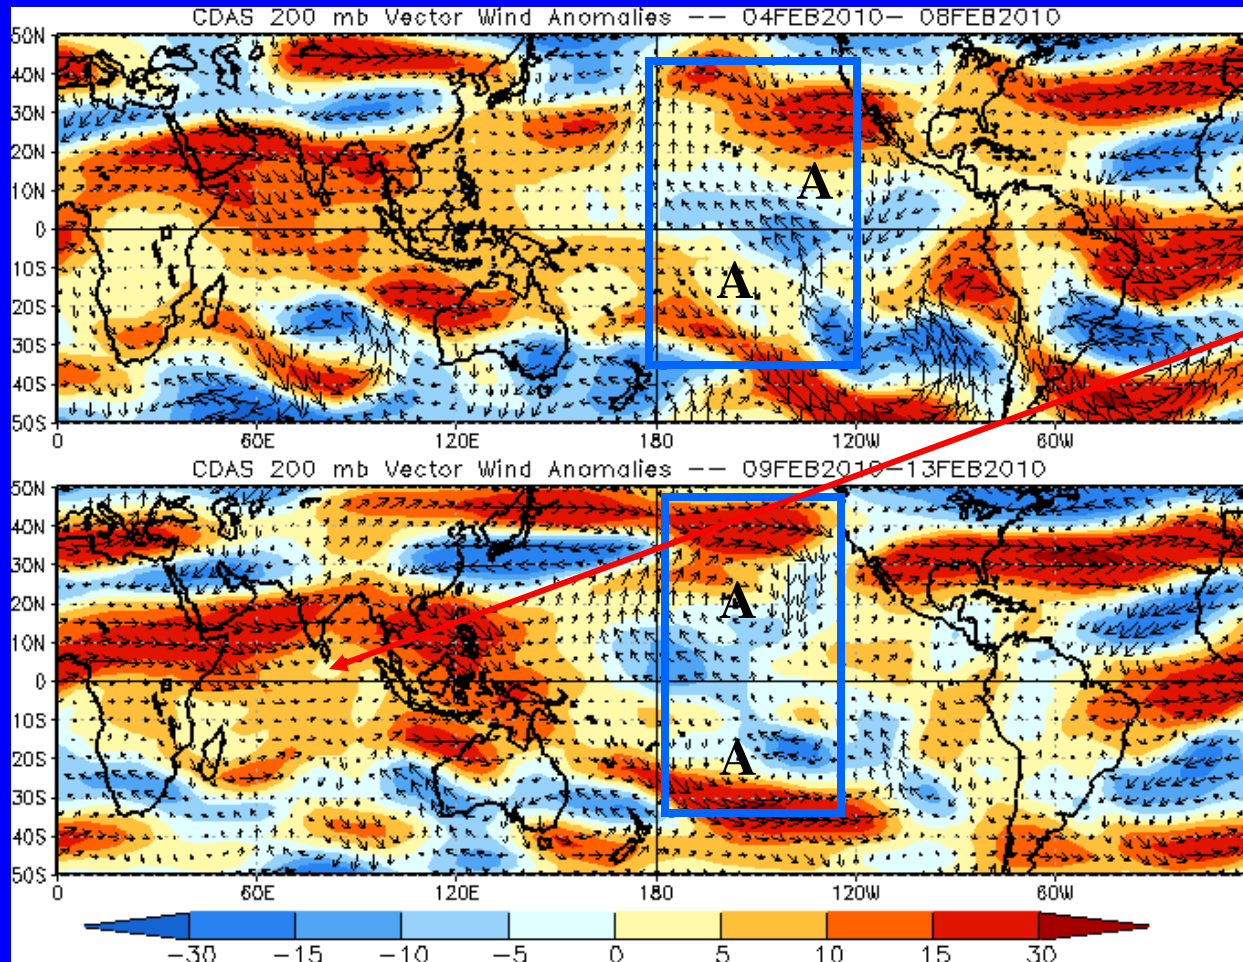 CDAS 200 mb Vector Wind Anomalies -- 04FEB2010- 08FEB2010
50N
40N
30N
20N
10N
0
10S
20S
30S
40S
50S
A
A
0 60E 120E 180 120W 60W
CDAS 200 mb Vector Wind Anomalies -- 09FEB2010-13FEB2010
50N
40N
30N
20N
10N
0
10S
20S
30S
40S
50S
A
A
0 60E 120E 180 120W 60W
-30 -15 -10 -5 0 5 10 15 30